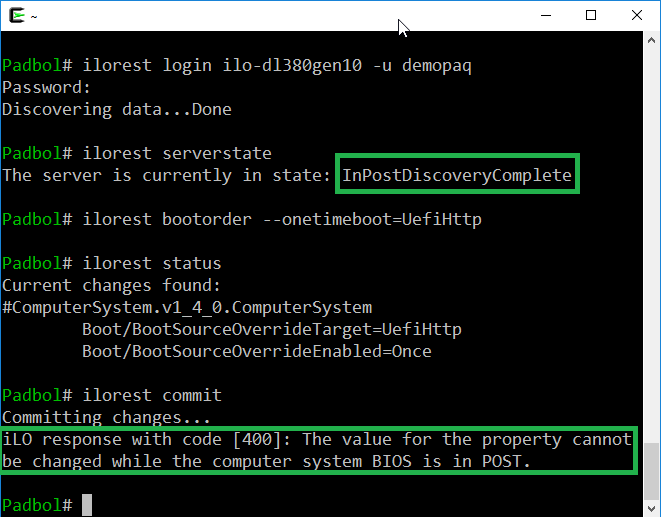 ~
Padbol# ilorest login ilo-dl380gen10 -u demopaq
Password:
Discovering data...Done
Padbol# ilorest serverstate
The server is currently in state: InPostDiscoveryComplete
Padbol# ilorest bootorder --onetimeboot=UefiHttp
Padbol# ilorest status
Current changes found:
#ComputerSystem.v1_4_0.ComputerSystem
        Boot/BootSourceOverrideTarget=UefiHttp
        Boot/BootSourceOverrideEnabled=Once
Padbol# ilorest commit
Committing changes...
iLO response with code [400]: The value for the property cannot
be changed while the computer system BIOS is in POST.
Padbol#